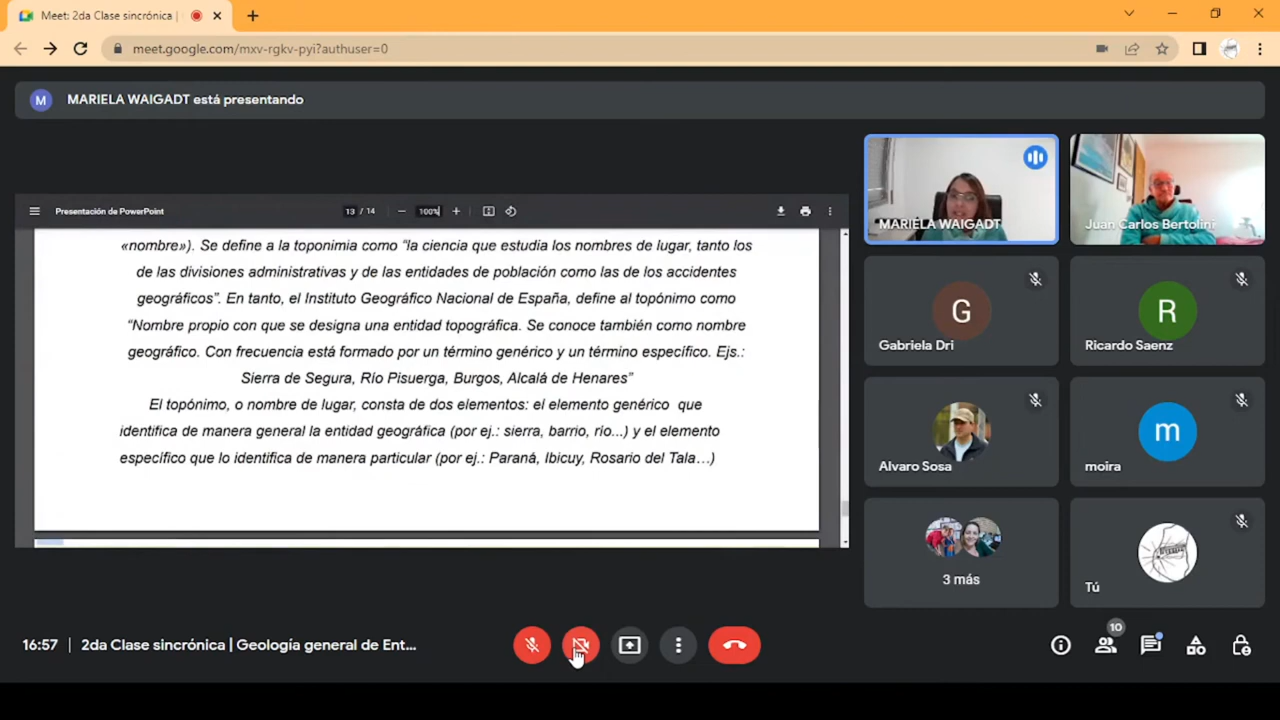 Meet: 2da Clase sincrónica |
meet.google.com/mxv-rgkv-pyi?authuser=0
M
MARIELA WAIGADT está presentando
Presentación de PowerPoint
13 / 14
100%
«nombre»). Se define a la toponimia como “la ciencia que estudia los nombres de lugar, tanto los
de las divisiones administrativas y de las entidades de población como las de los accidentes
geográficos”. En tanto, el Instituto Geográfico Nacional de España, define al topónimo como
“Nombre propio con que se designa una entidad topográfica. Se conoce también como nombre
geográfico. Con frecuencia está formado por un término genérico y un término específico. Ejs.:
Sierra de Segura, Río Pisuerga, Burgos, Alcalá de Henares”
El topónimo, o nombre de lugar, consta de dos elementos: el elemento genérico que
identifica de manera general la entidad geográfica (por ej.: sierra, barrio, río...) y el elemento
específico que lo identifica de manera particular (por ej.: Paraná, Ibicuy, Rosario del Tala…)
MARIELA WAIGADT
Juan Carlos Bertolini
G
Gabriela Dri
R
Ricardo Saenz
Alvaro Sosa
m
moira
3 más
Tú
16:57 | 2da Clase sincrónica | Geología general de Ent...
10